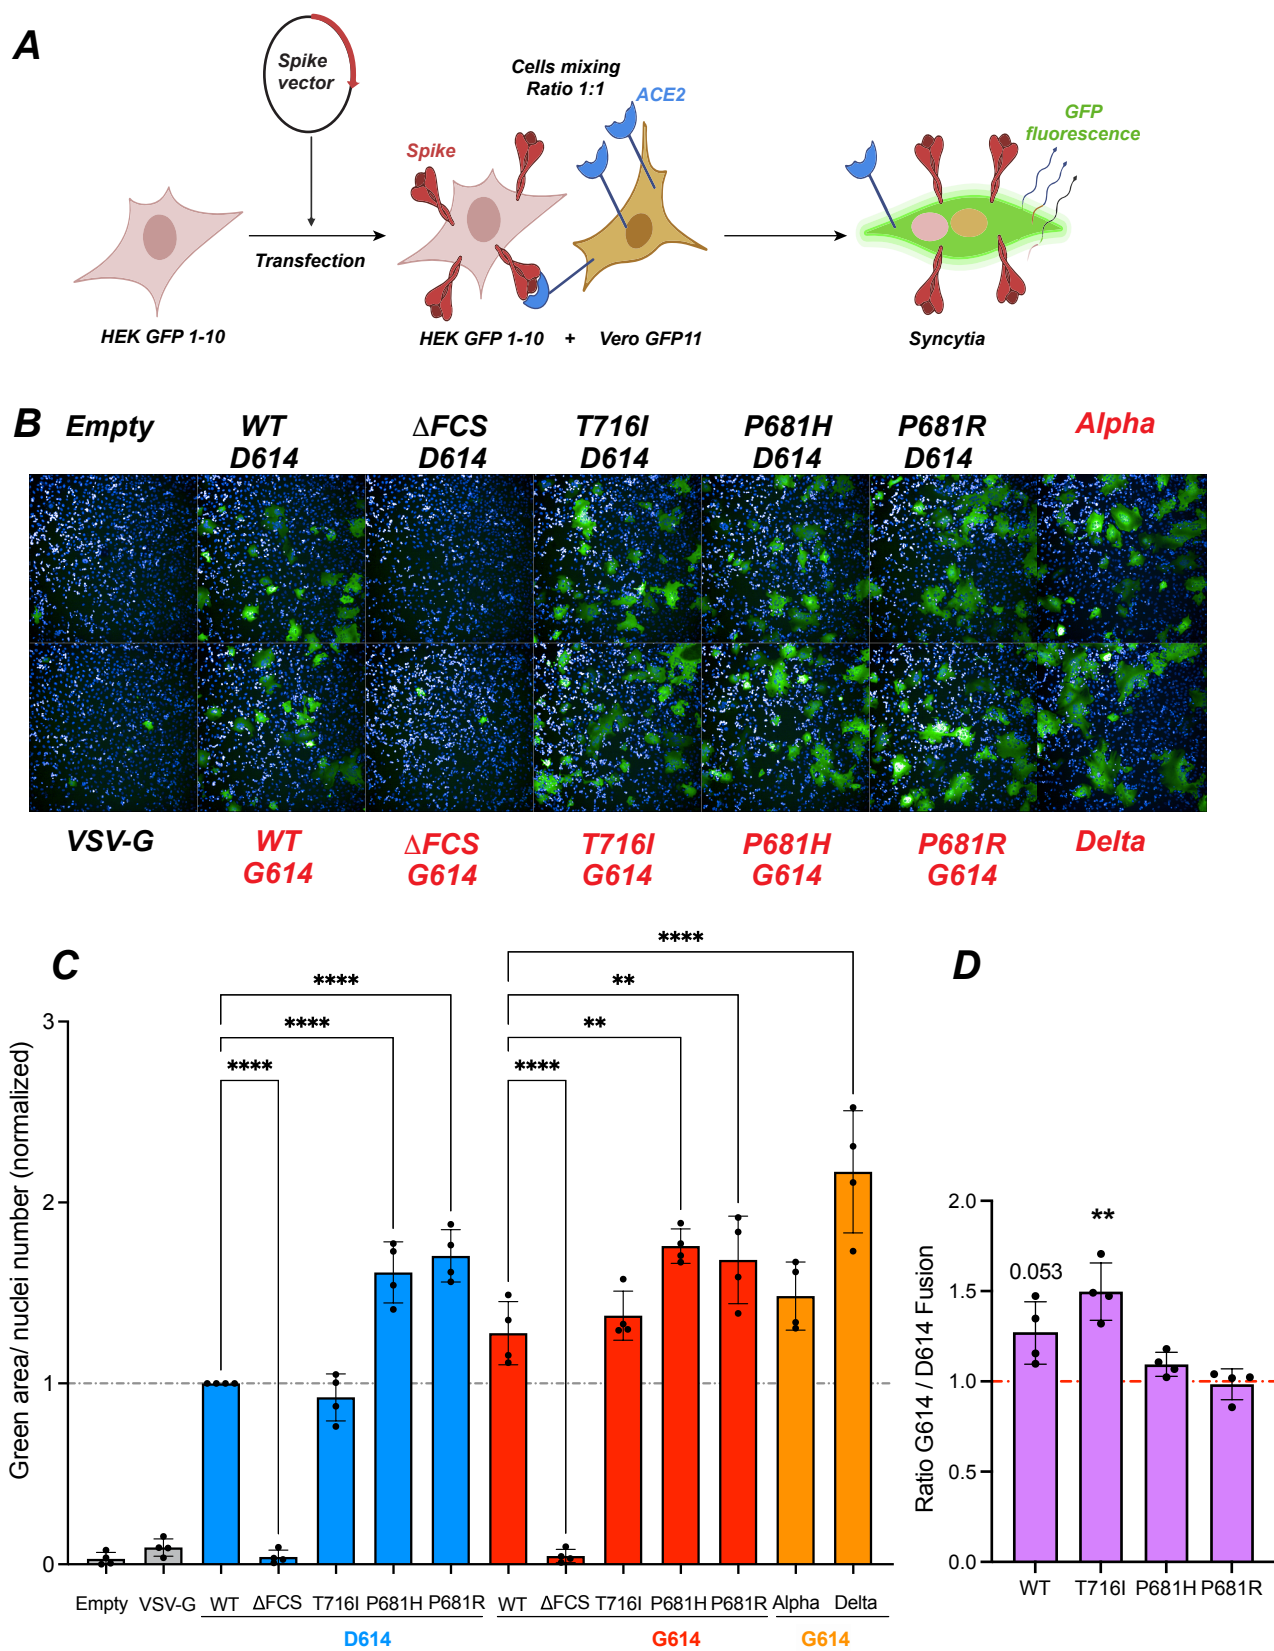 A
Spike
vector
Cells mixing
Ratio 1:1
ACE2
GFP
fluorescence
Spike
Transfection
HEK GFP 1-10
HEK GFP 1-10 + Vero GFP11
Syncytia
B
Empty
WT
D614
ΔFCS
D614
T716I
D614
P681H
D614
P681R
D614
Alpha
VSV-G
WT
G614
ΔFCS
G614
T716I
G614
P681H
G614
P681R
G614
Delta
C
Green area/ nuclei number (normalized)
3
2
1
0
****
****
****
****
**
**
****
Empty VSV-G WT ΔFCS T716I P681H P681R WT ΔFCS T716I P681H P681R Alpha Delta
D614 G614 G614
D
Ratio G614 / D614 Fusion
2.0
1.5
1.0
0.5
0.0
0.053
**
WT T716I P681H P681R